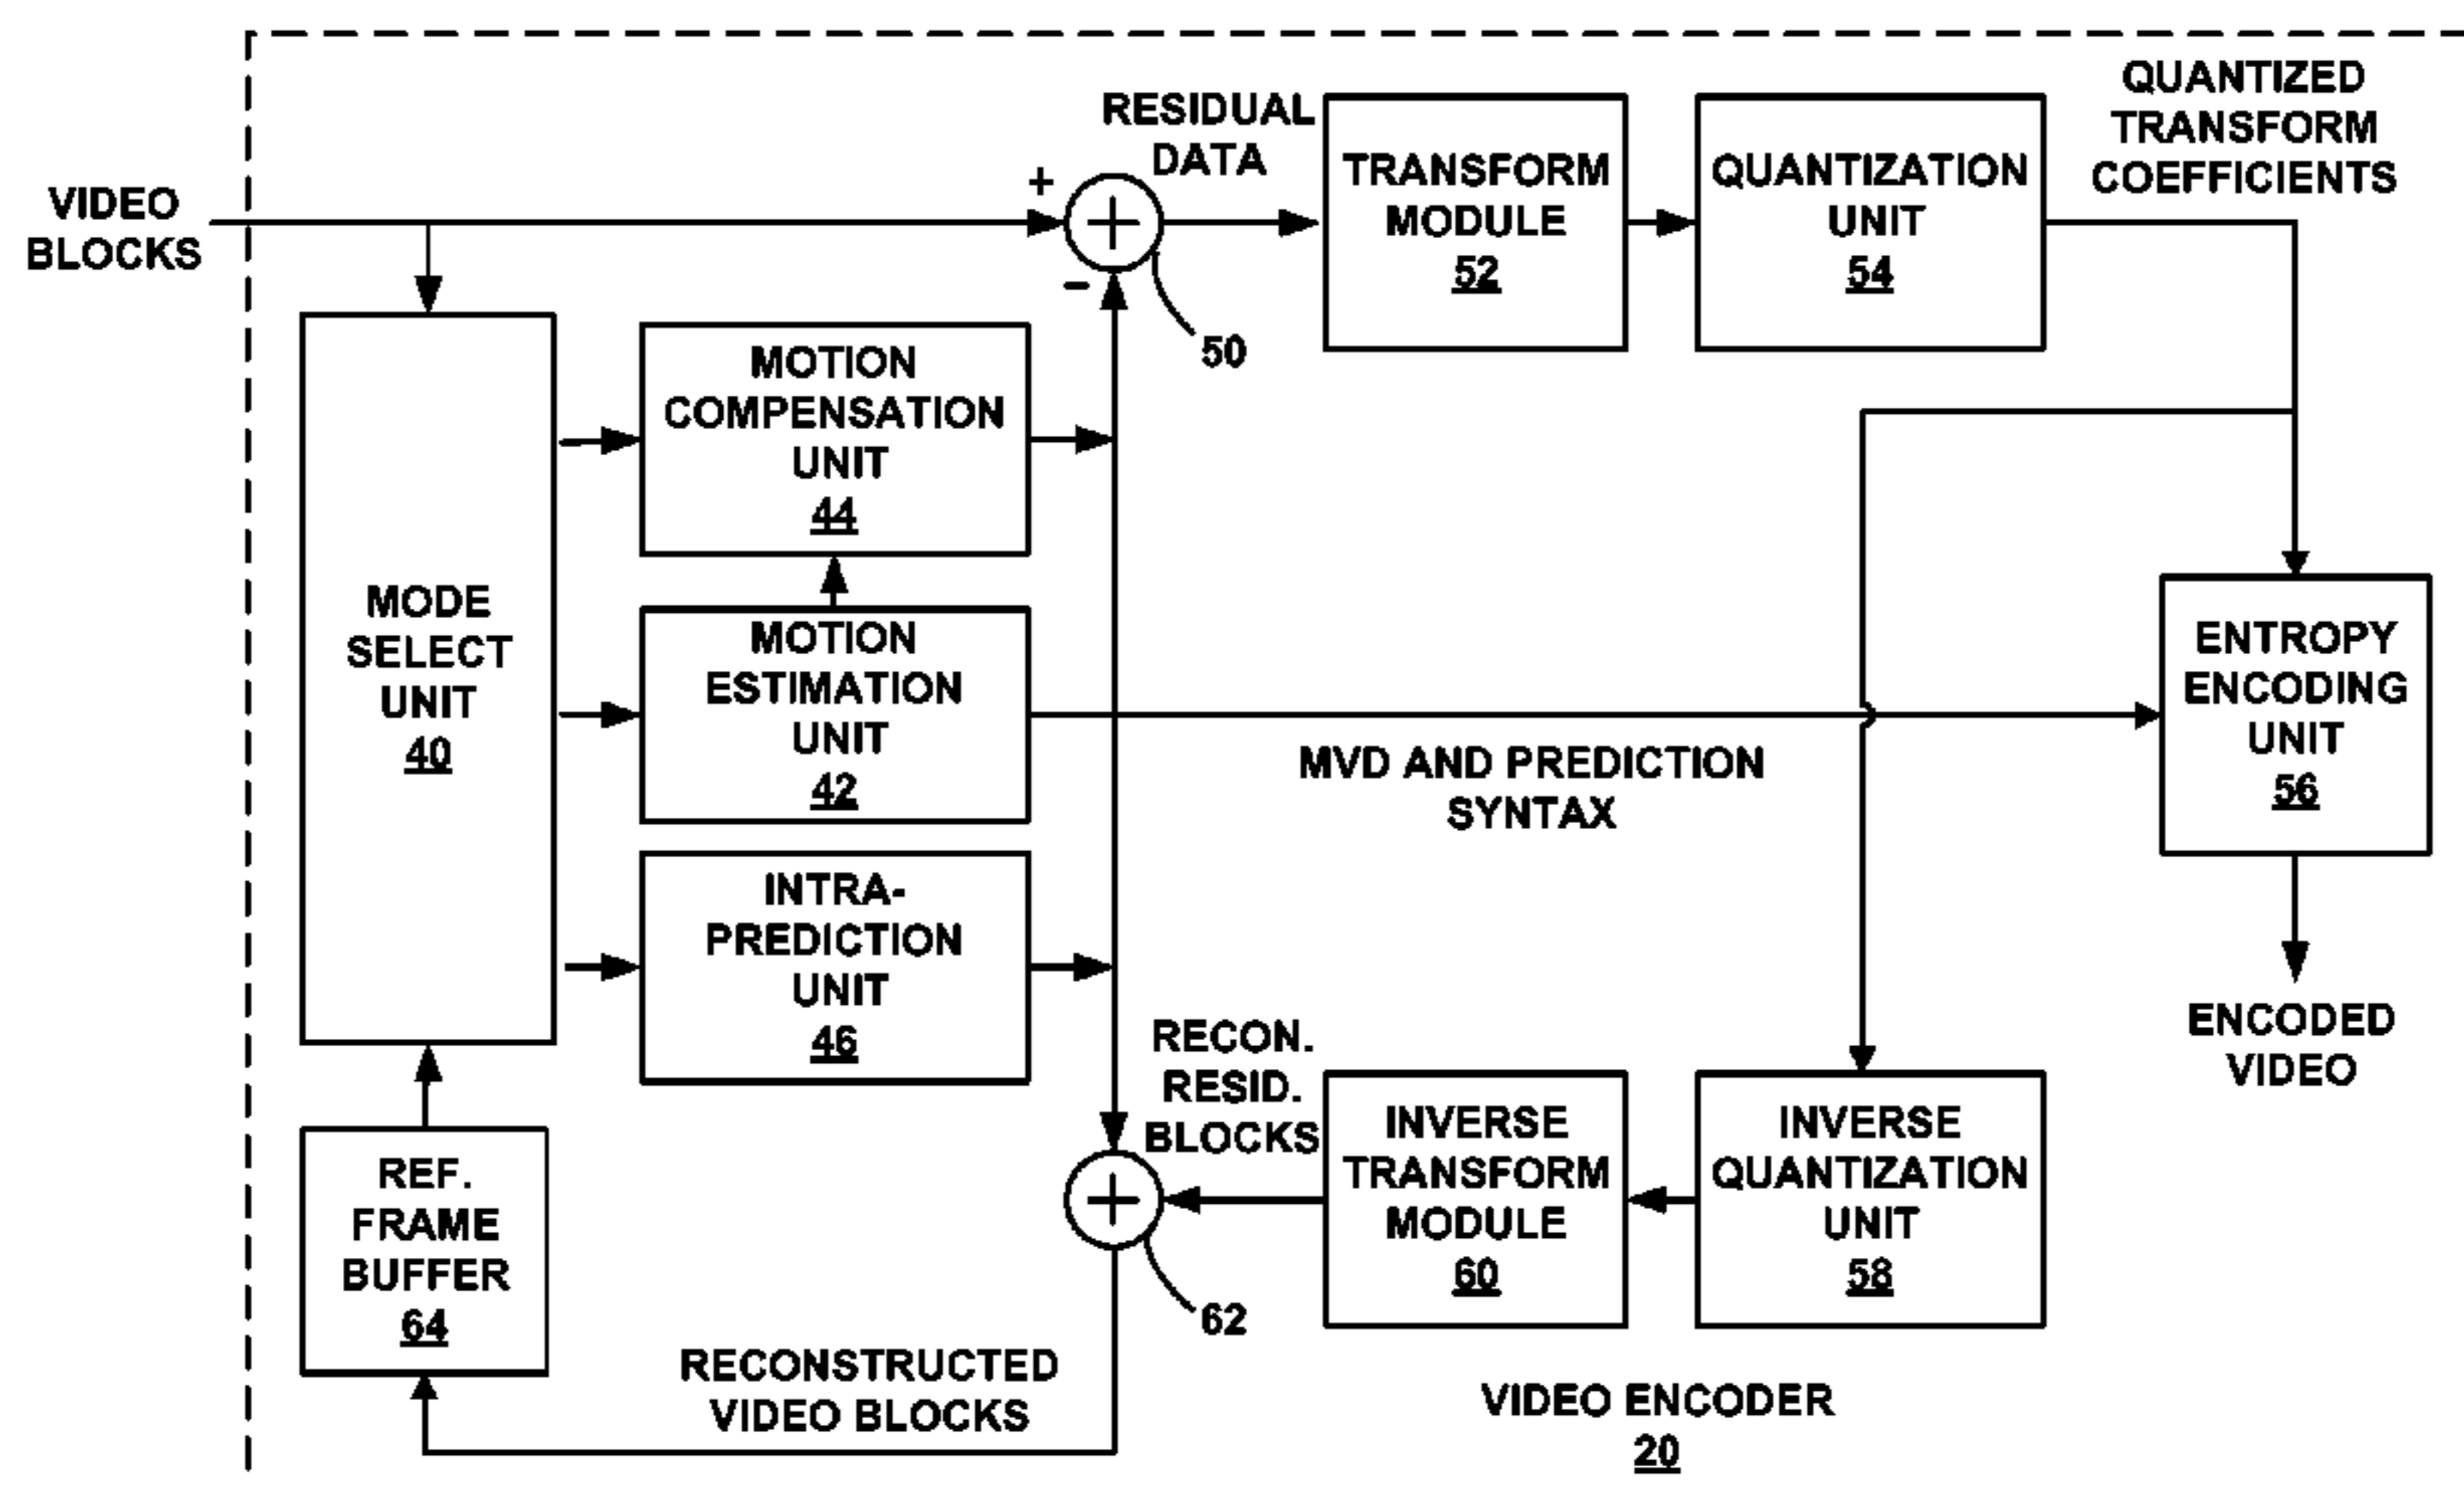 VIDEO
BLOCKS
+
-
50
RESIDUAL
DATA
TRANSFORM
MODULE
52
QUANTIZATION
UNIT
54
QUANTIZED
TRANSFORM
COEFFICIENTS
MODE
SELECT
UNIT
40
MOTION
COMPENSATION
UNIT
44
MOTION
ESTIMATION
UNIT
42
INTRA-
PREDICTION
UNIT
46
MVD AND PREDICTION
SYNTAX
ENTROPY
ENCODING
UNIT
56
ENCODED
VIDEO
REF.
FRAME
BUFFER
64
RECON.
RESID.
BLOCKS
+
62
INVERSE
TRANSFORM
MODULE
60
INVERSE
QUANTIZATION
UNIT
58
RECONSTRUCTED
VIDEO BLOCKS
VIDEO ENCODER
20